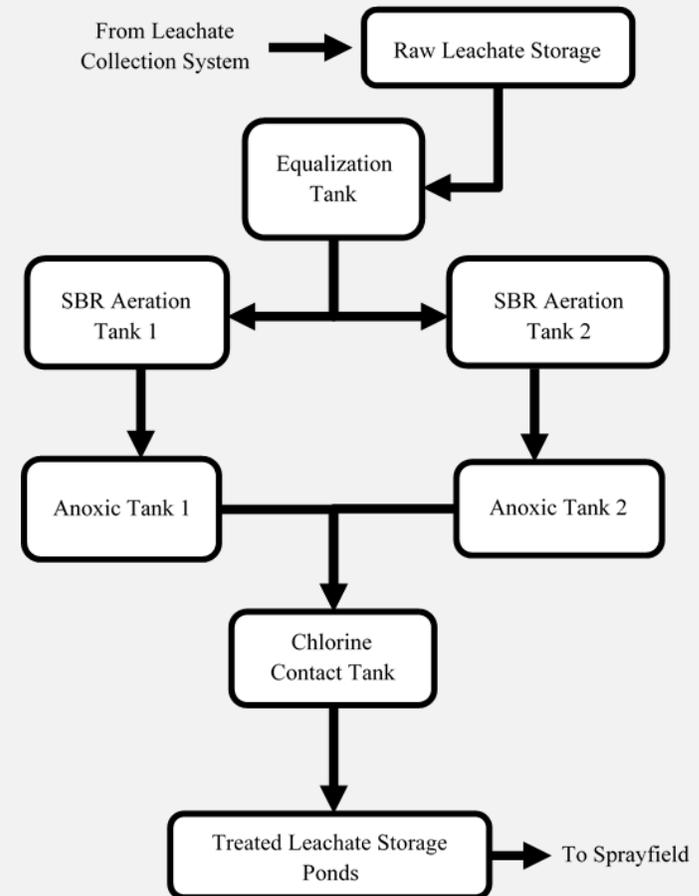 From Leachate
Collection System
Raw Leachate Storage
Equalization
Tank
SBR Aeration
Tank 1
SBR Aeration
Tank 2
Anoxic Tank 1
Anoxic Tank 2
Chlorine
Contact Tank
Treated Leachate Storage
Ponds
To Sprayfield